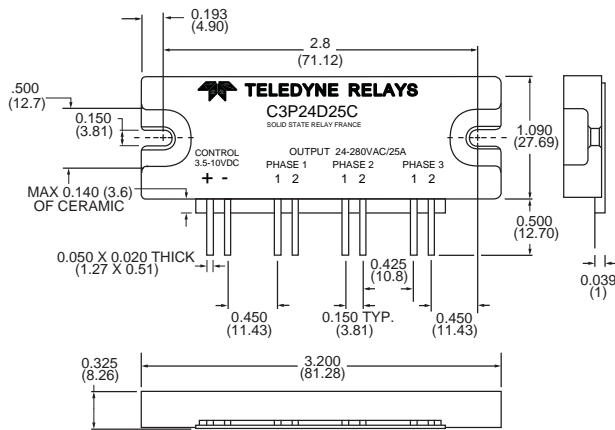 0.193
(4.90)
2.8
(71.12)
.500
(12.7)
0.150
(3.81)
TELEDYNE RELAYS
C3P24D25C
SOLID STATE RELAY FRANCE
CONTROL
3.5-10VDC
+ -
OUTPUT 24-280VAC/25A
PHASE 1 PHASE 2 PHASE 3
1 2 1 2 1 2
1.090
(27.69)
MAX 0.140 (3.6)
OF CERAMIC
0.500
(12.70)
0.050 X 0.020 THICK
(1.27 X 0.51)
0.425
(10.8)
0.039
(1)
0.450
(11.43)
0.150 TYP.
(3.81)
0.450
(11.43)
0.325
(8.26)
3.200
(81.28)